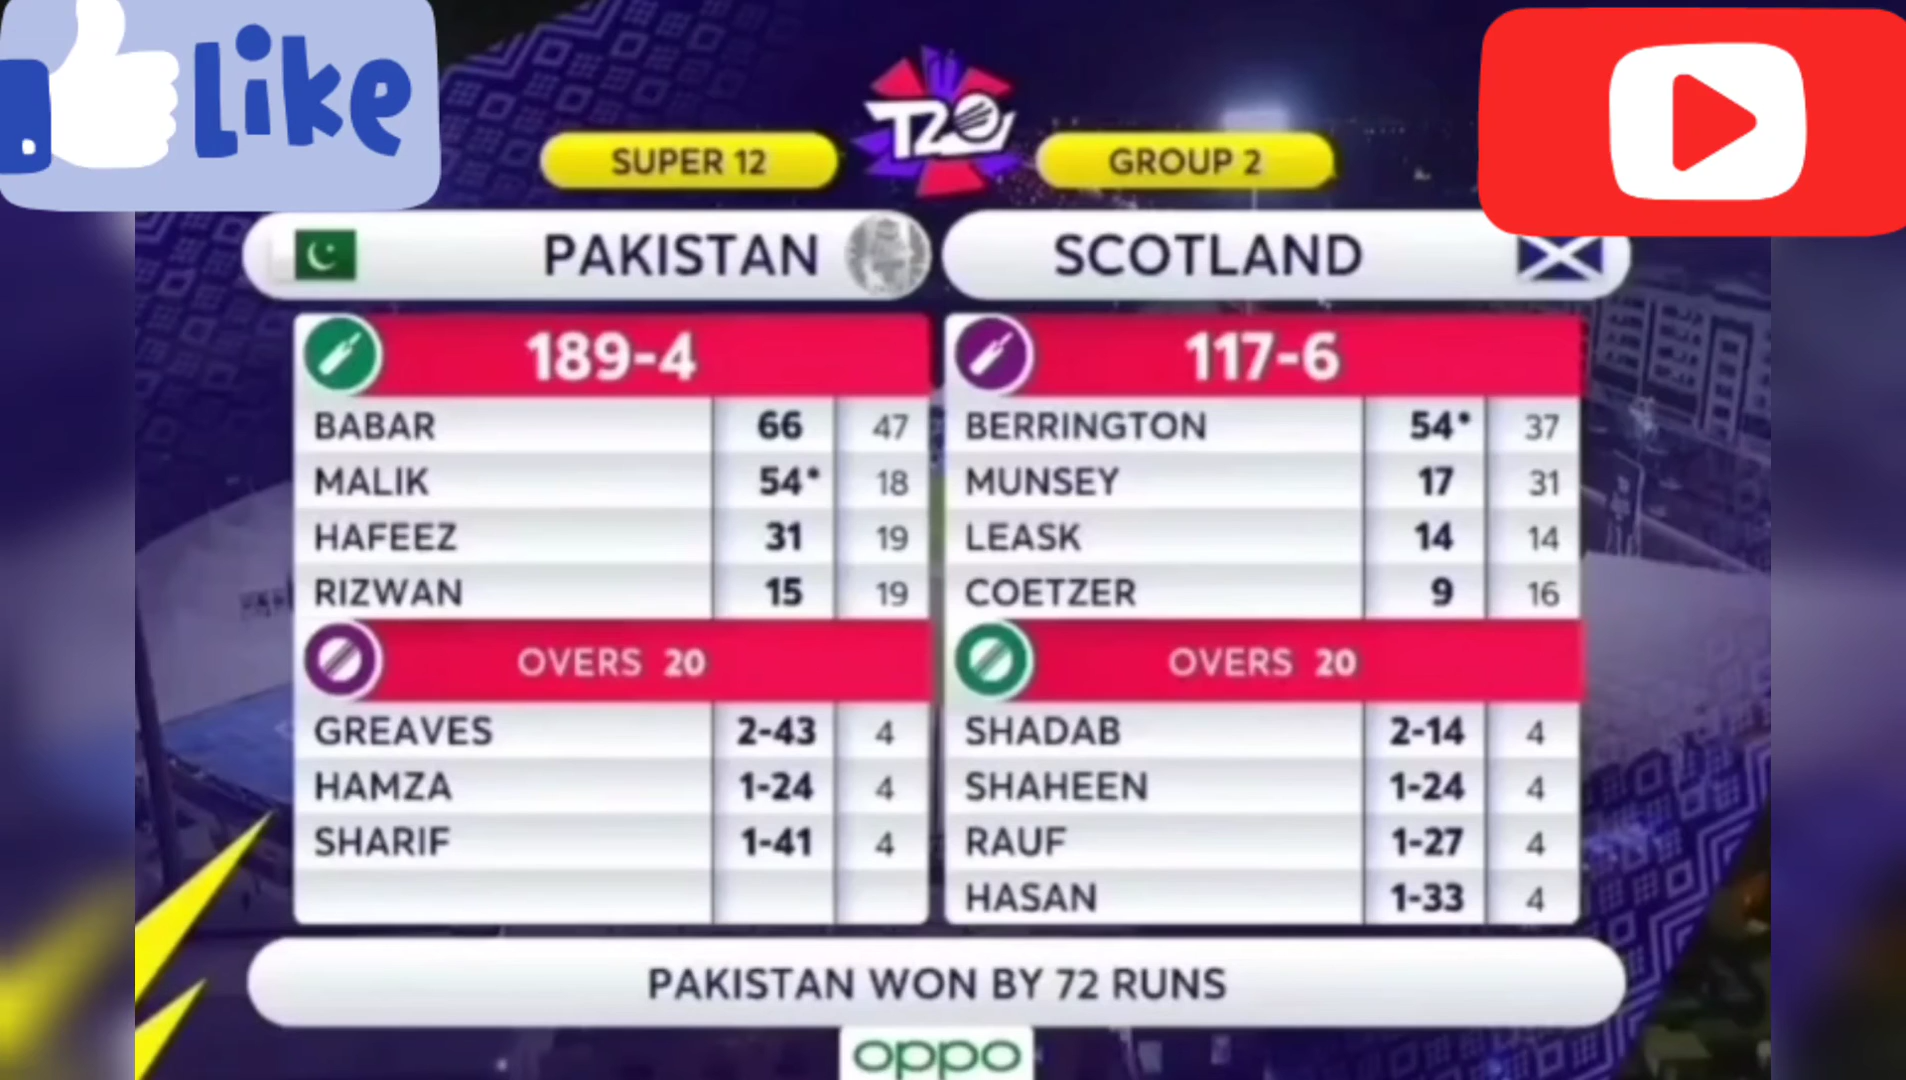 Like
T20
SUPER 12
GROUP 2
PAKISTAN
SCOTLAND
189-4
117-6
BABAR 66 47
BERRINGTON 54* 37
MALIK 54* 18
MUNSEY 17 31
HAFEEZ 31 19
LEASK 14 14
RIZWAN 15 19
COETZER 9 16
OVERS 20
OVERS 20
GREAVES 2-43 4
SHADAB 2-14 4
HAMZA 1-24 4
SHAHEEN 1-24 4
SHARIF 1-41 4
RAUF 1-27 4
HASAN 1-33 4
PAKISTAN WON BY 72 RUNS
oppo